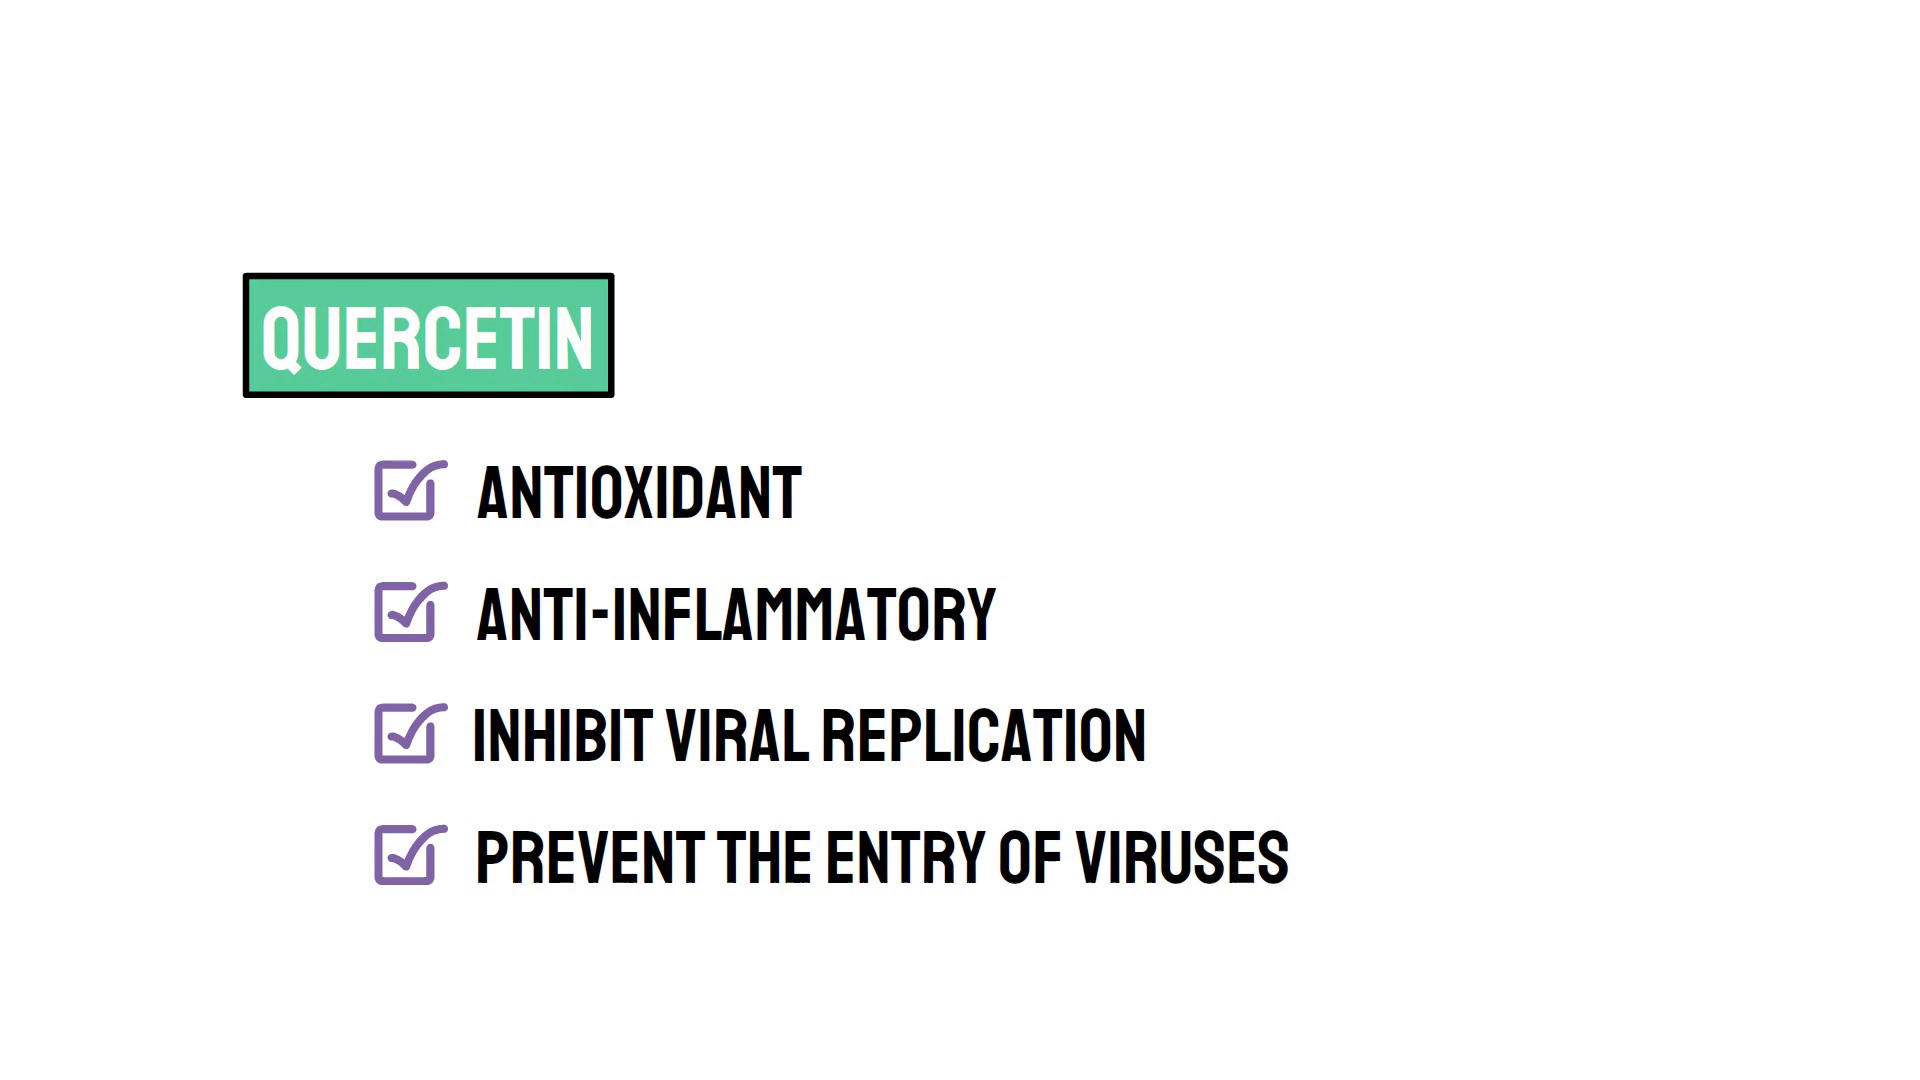 QUERCETIN
ANTIOXIDANT
ANTI-INFLAMMATORY
INHIBIT VIRAL REPLICATION
PREVENT THE ENTRY OF VIRUSES